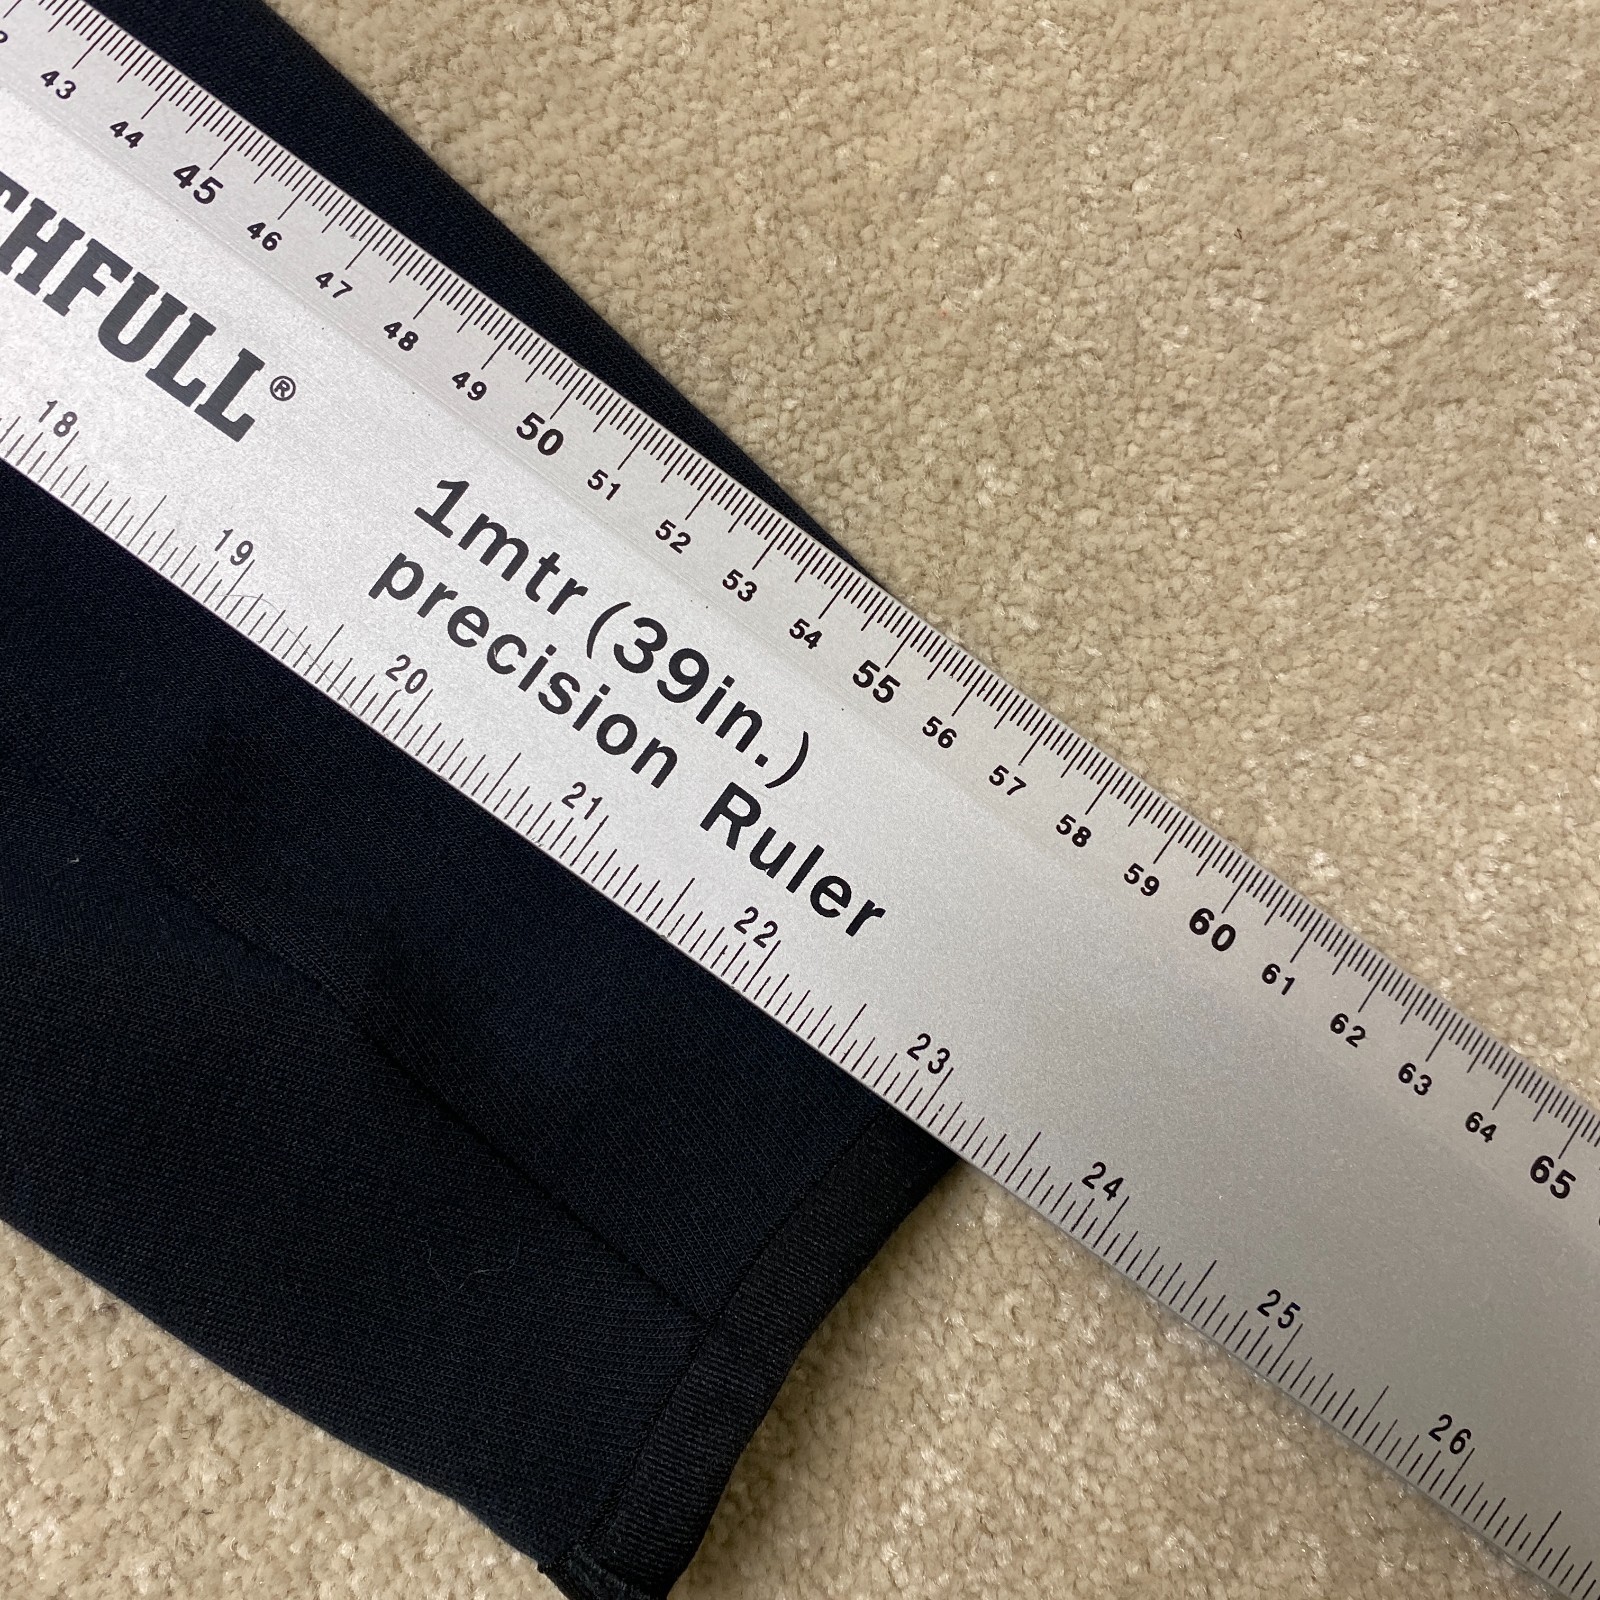 43 44 45 46 47 48 49 50 51 52 53 54 55 56 57 58 59 60 61 62 63 64 65
THFULL®
1mtr (39in.)
precision Ruler
18 19 20 21 22 23 24 25 26